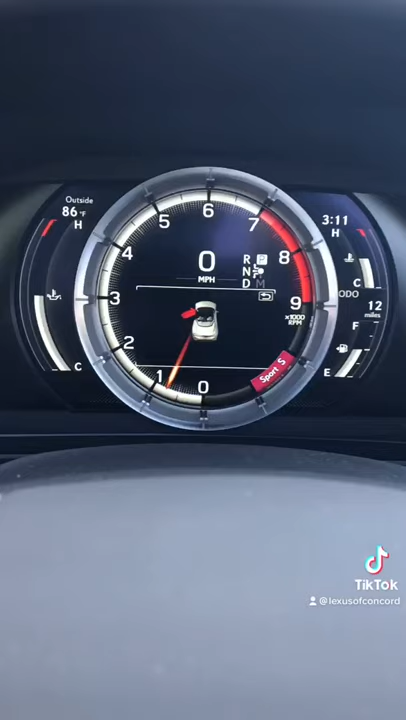 Outside
86 °F
H
C
3:11
H
C
ODO
12
miles
F
E
0
1
2
3
4
5
6
7
8
9
x1000
RPM
0
MPH
R P
N
D M
Sport S
TikTok
@lexusofconcord